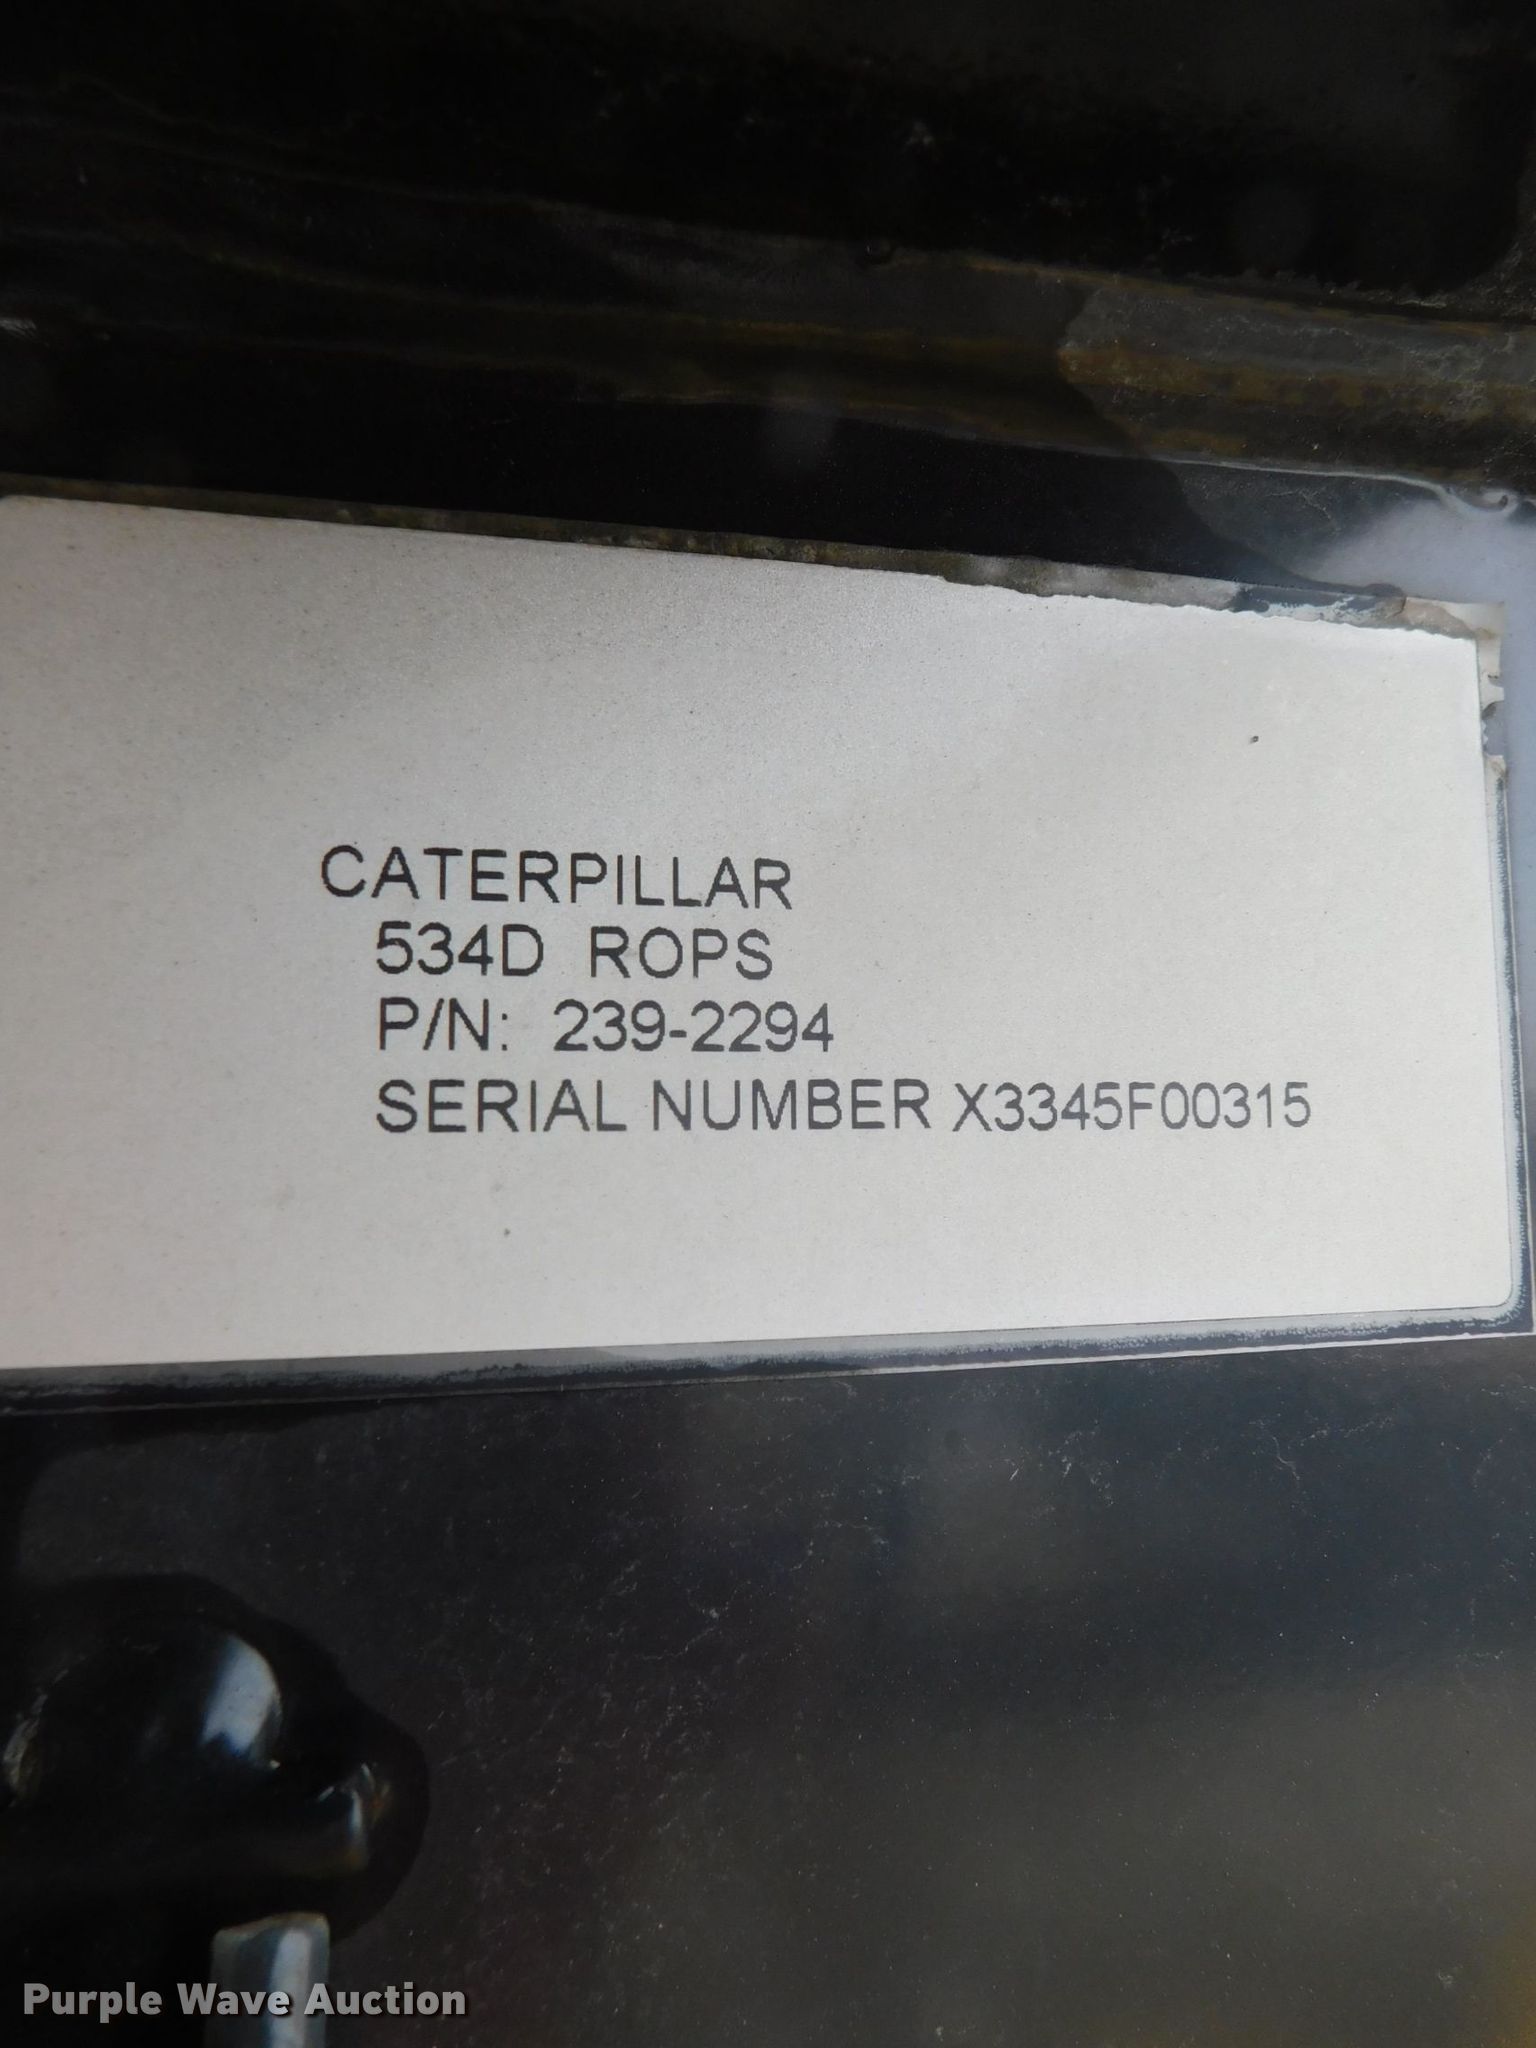 CATERPILLAR
534D ROPS
P/N: 239-2294
SERIAL NUMBER X3345F00315
Purple Wave Auction